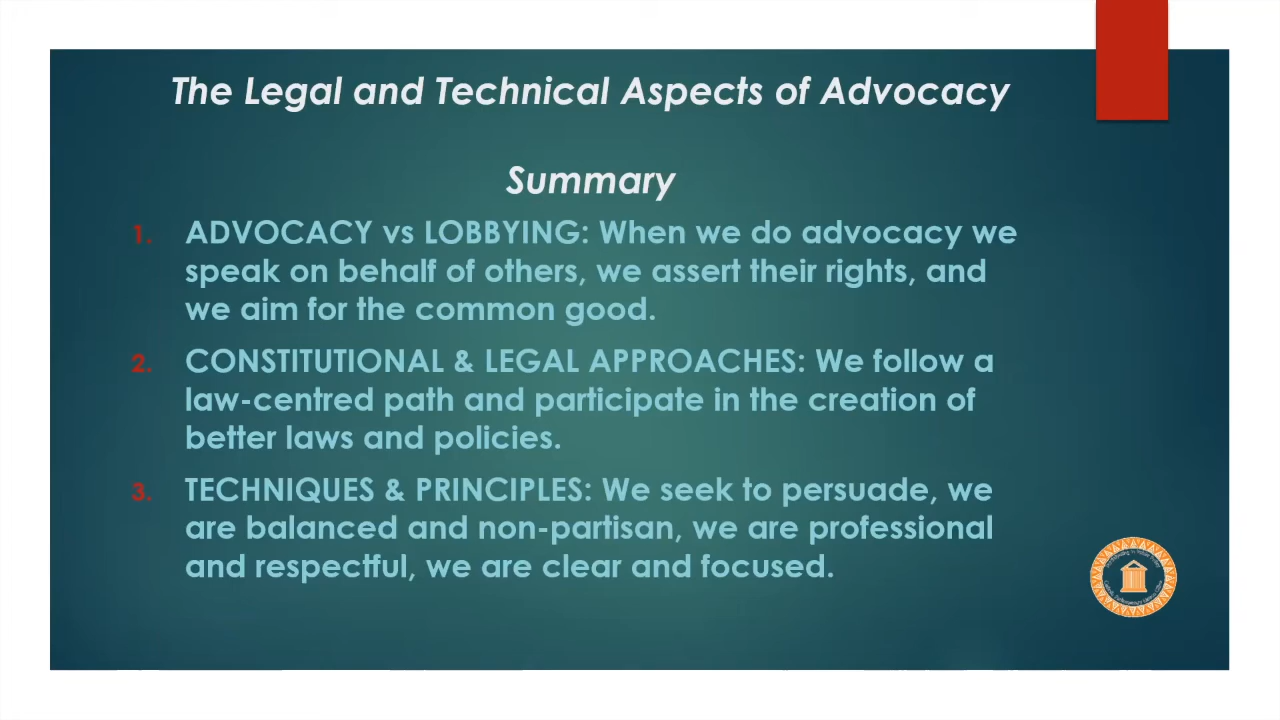 The Legal and Technical Aspects of Advocacy
Summary
1. ADVOCACY vs LOBBYING: When we do advocacy we
speak on behalf of others, we assert their rights, and
we aim for the common good.
2. CONSTITUTIONAL & LEGAL APPROACHES: We follow a
law-centred path and participate in the creation of
better laws and policies.
3. TECHNIQUES & PRINCIPLES: We seek to persuade, we
are balanced and non-partisan, we are professional
and respectful, we are clear and focused.